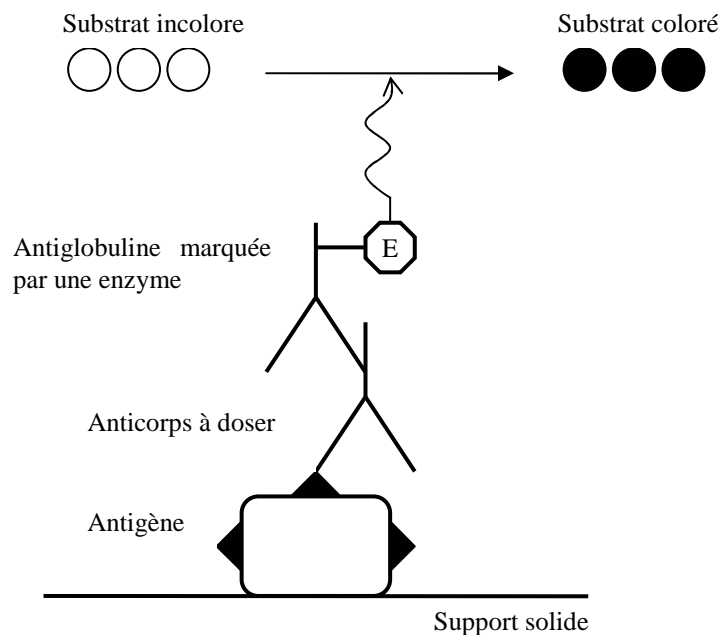 Substrat incolore
Substrat coloré
E
Antiglobuline marquée
par une enzyme
Anticorps à doser
Antigène
Support solide